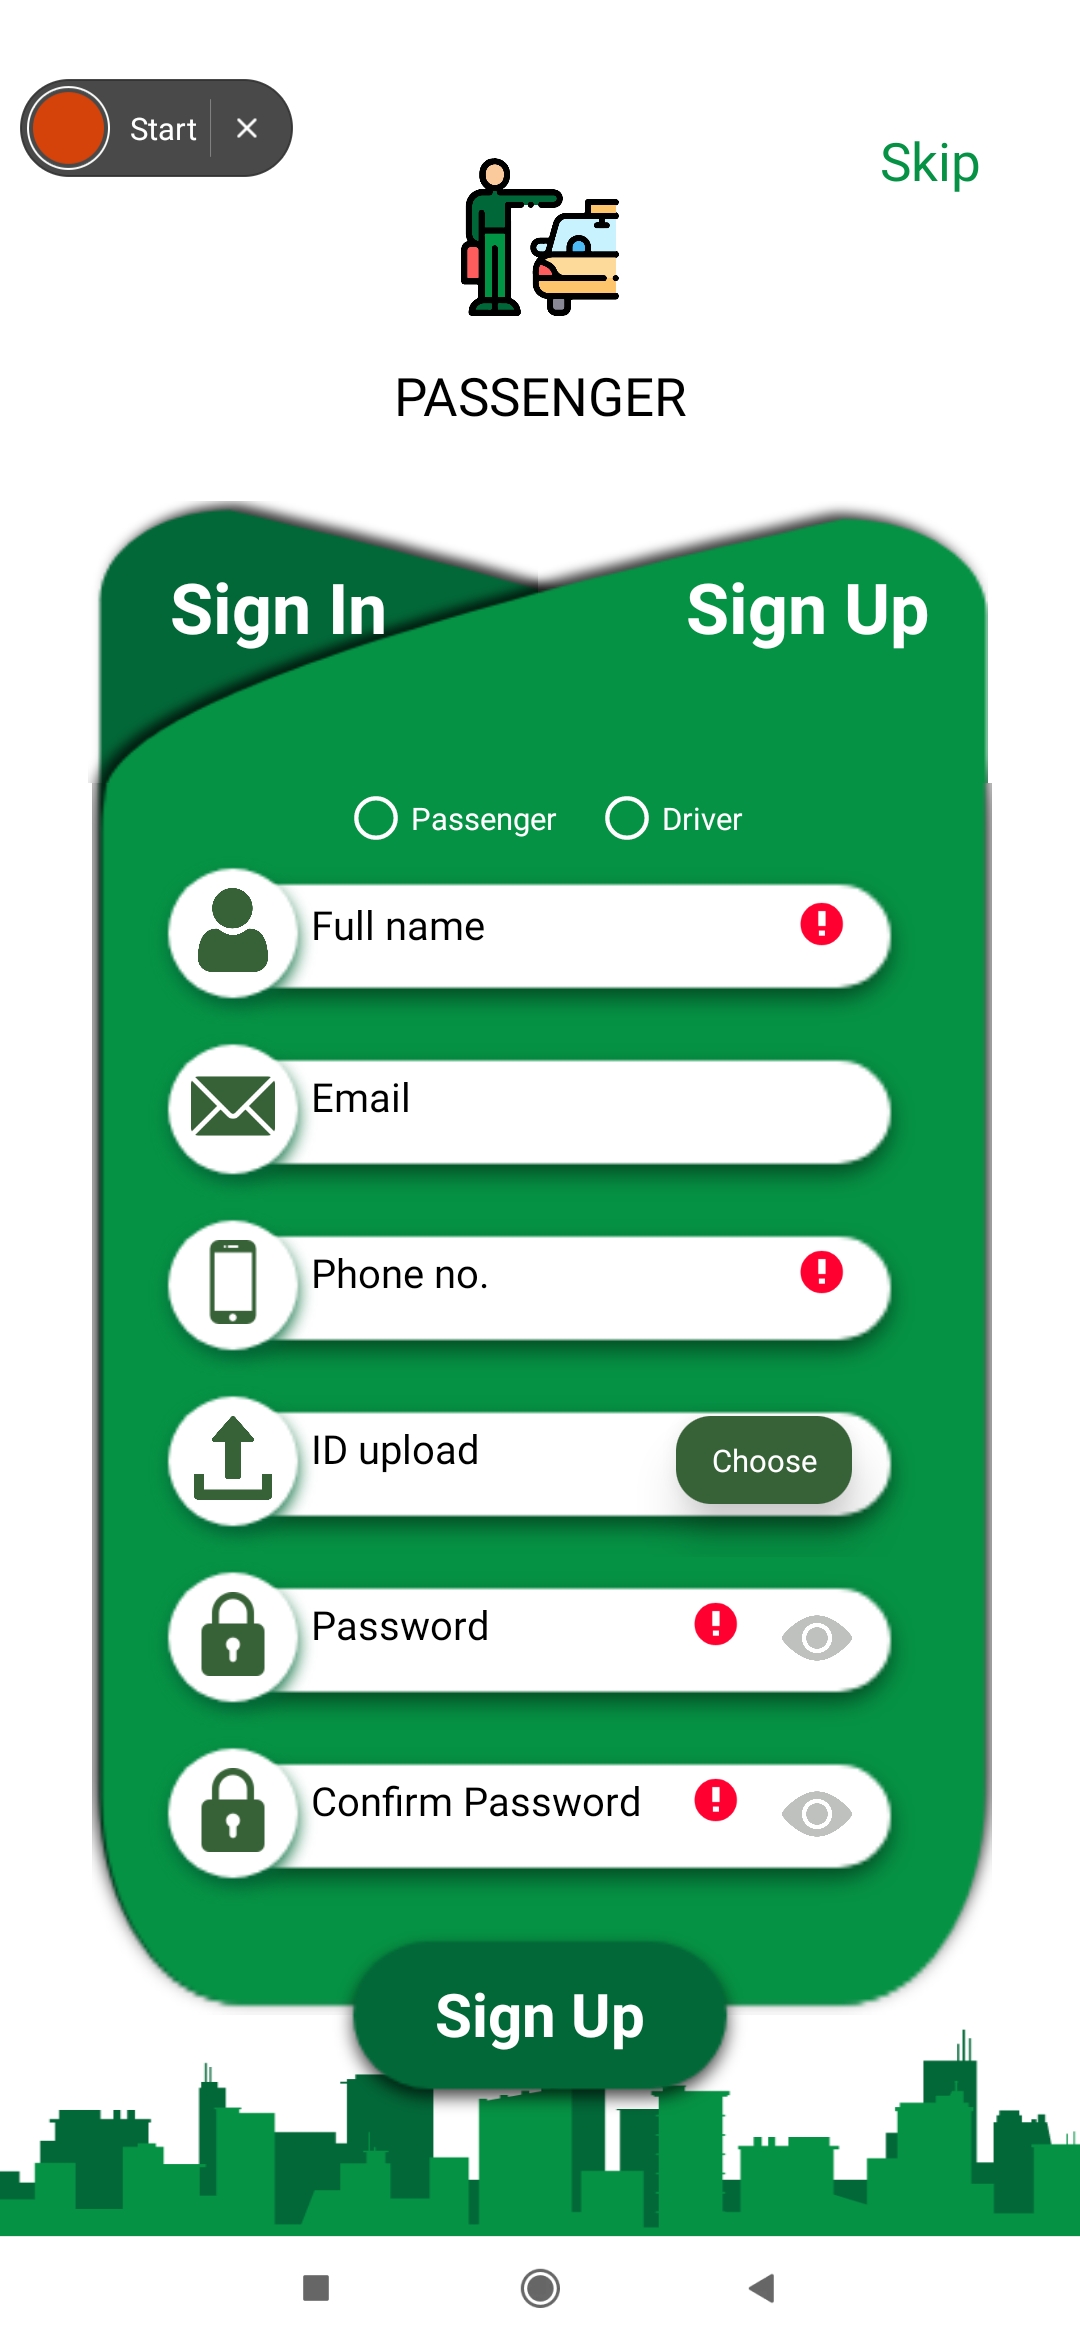 Start
Skip
PASSENGER
Sign In
Sign Up
Passenger
Driver
Full name
Email
Phone no.
ID upload
Choose
Password
Confirm Password
Sign Up